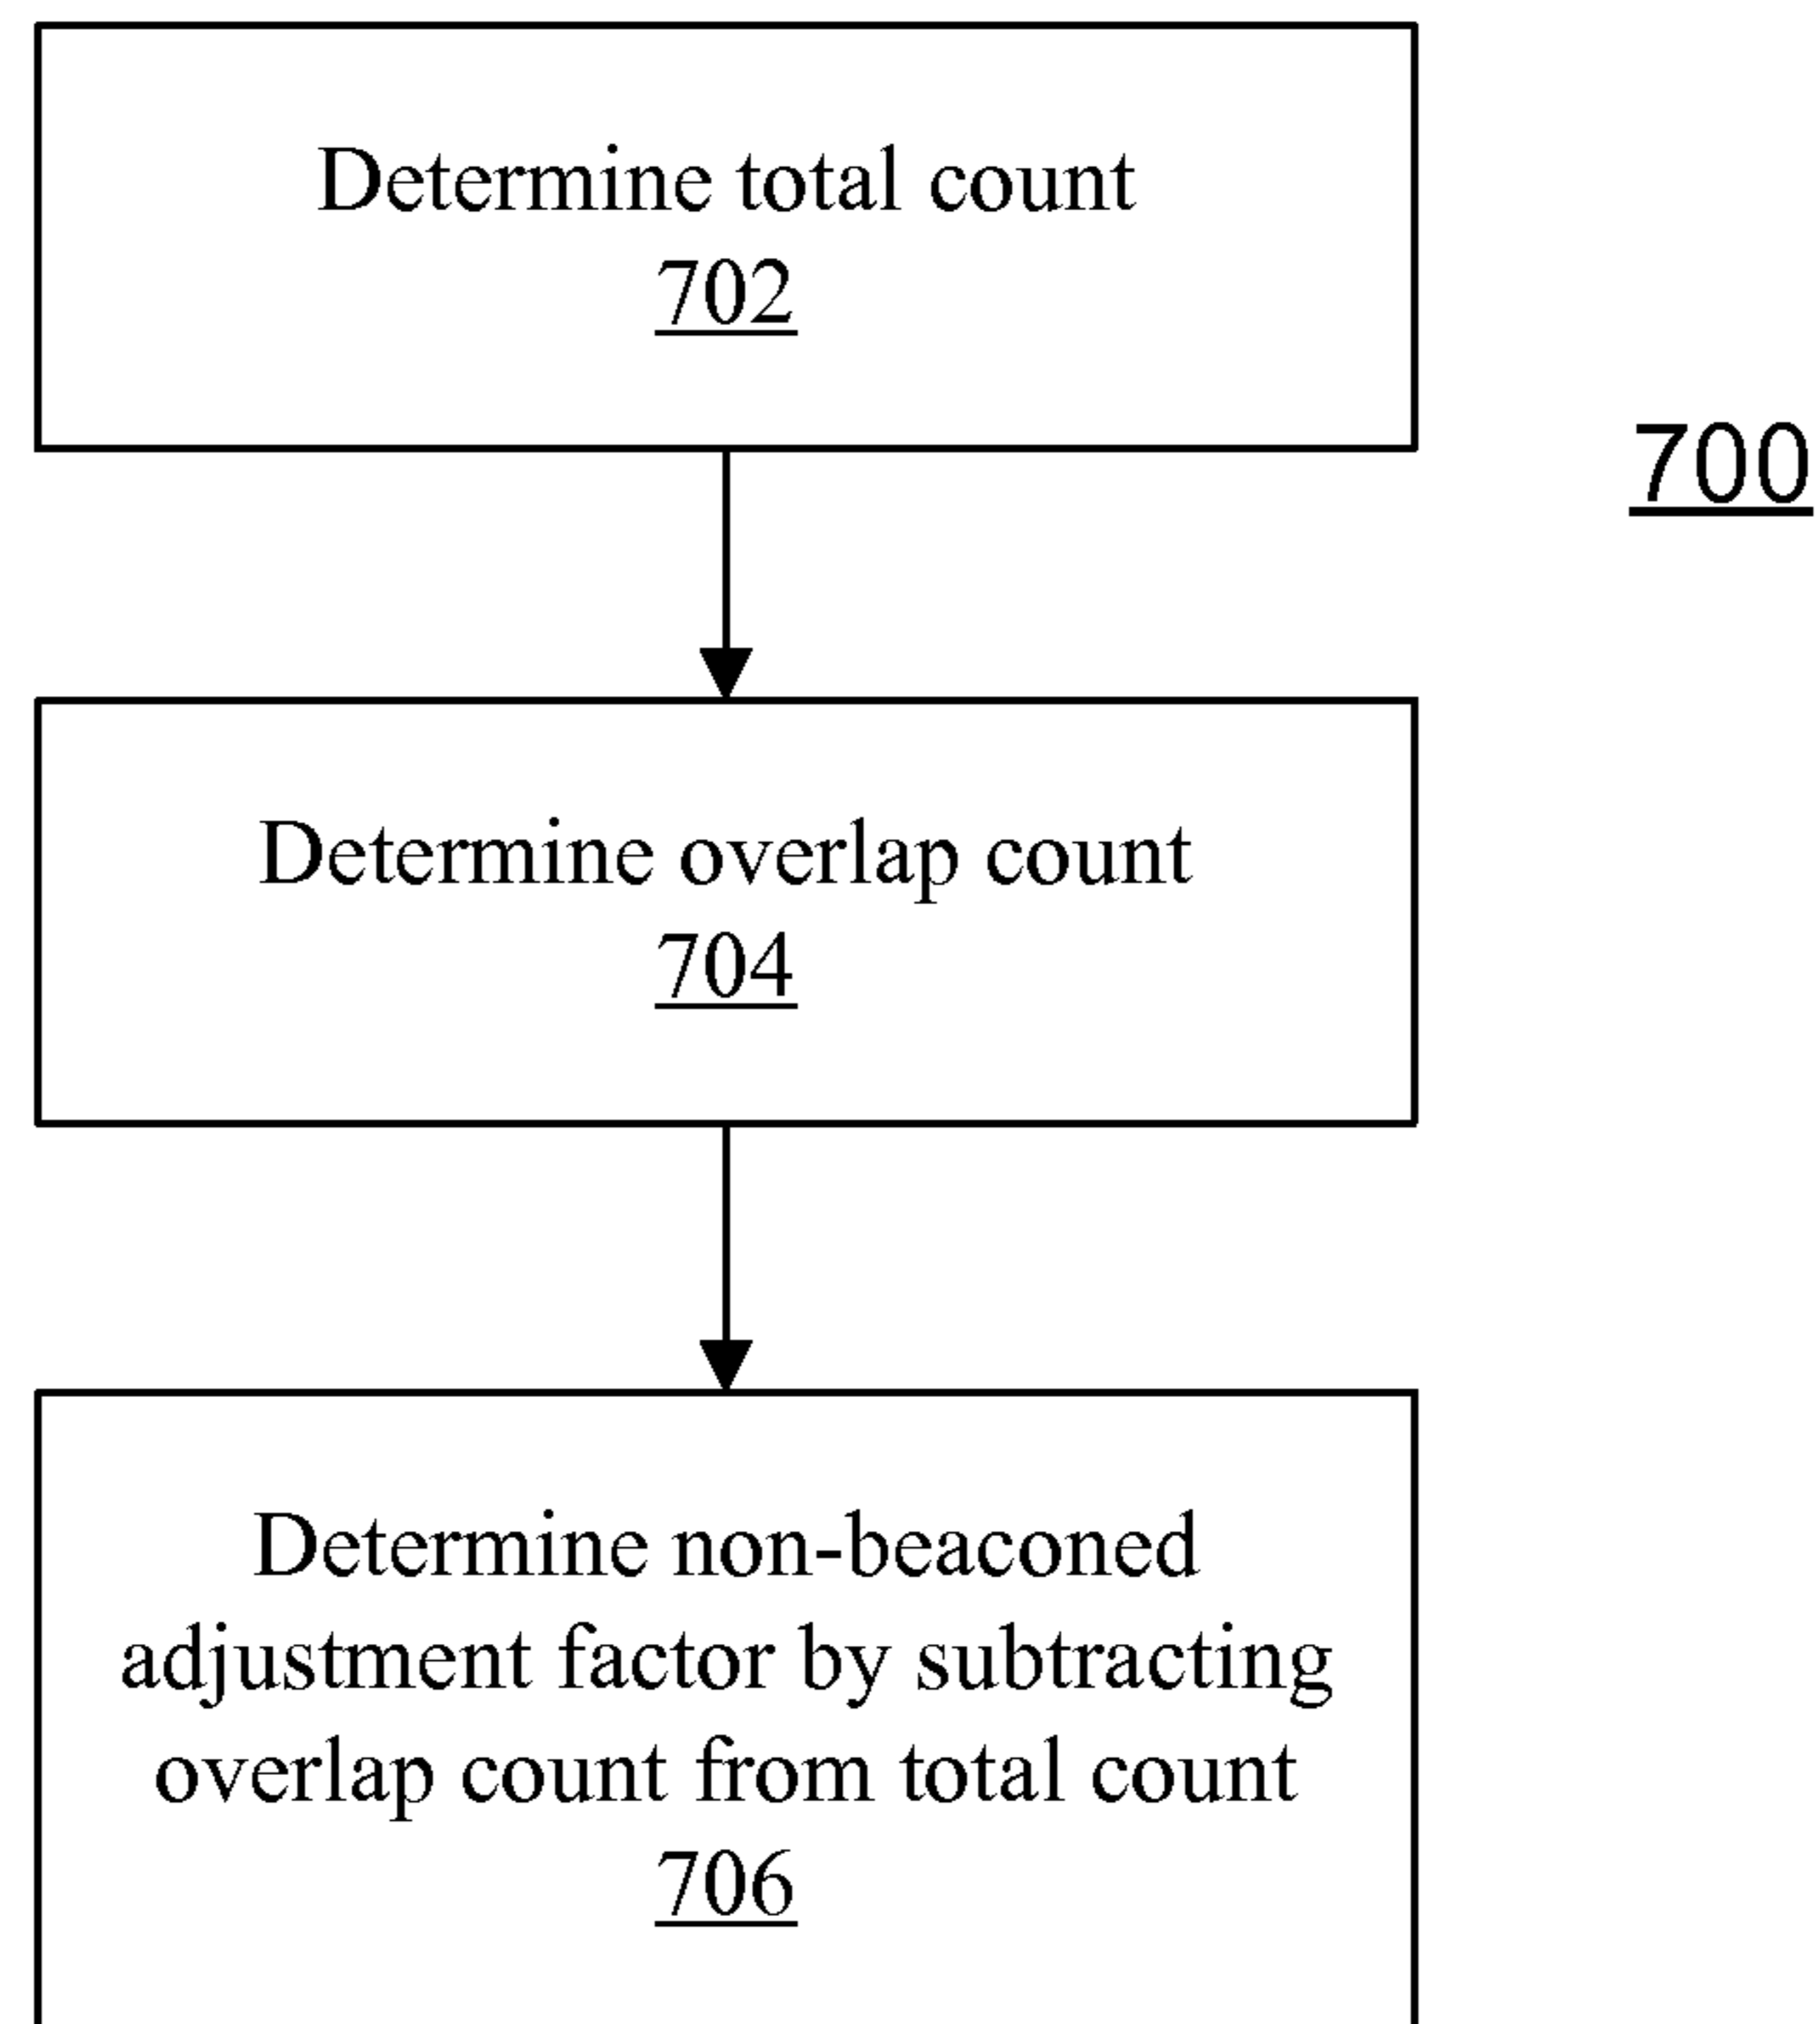 Determine total count
702
700
Determine overlap count
704
Determine non-beaconed
adjustment factor by subtracting
overlap count from total count
706